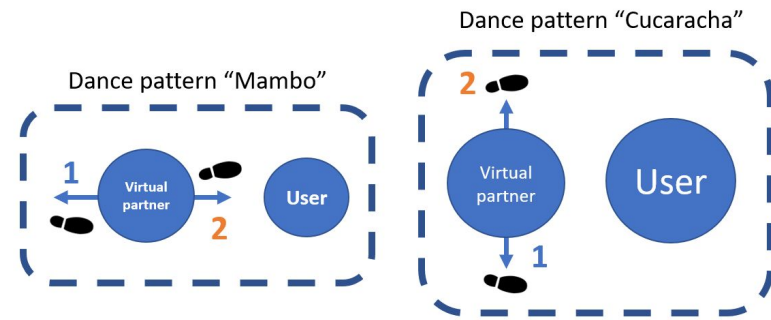 Dance pattern “Mambo”
1
Virtual
partner
2
User
Dance pattern “Cucaracha”
2
Virtual
partner
1
User